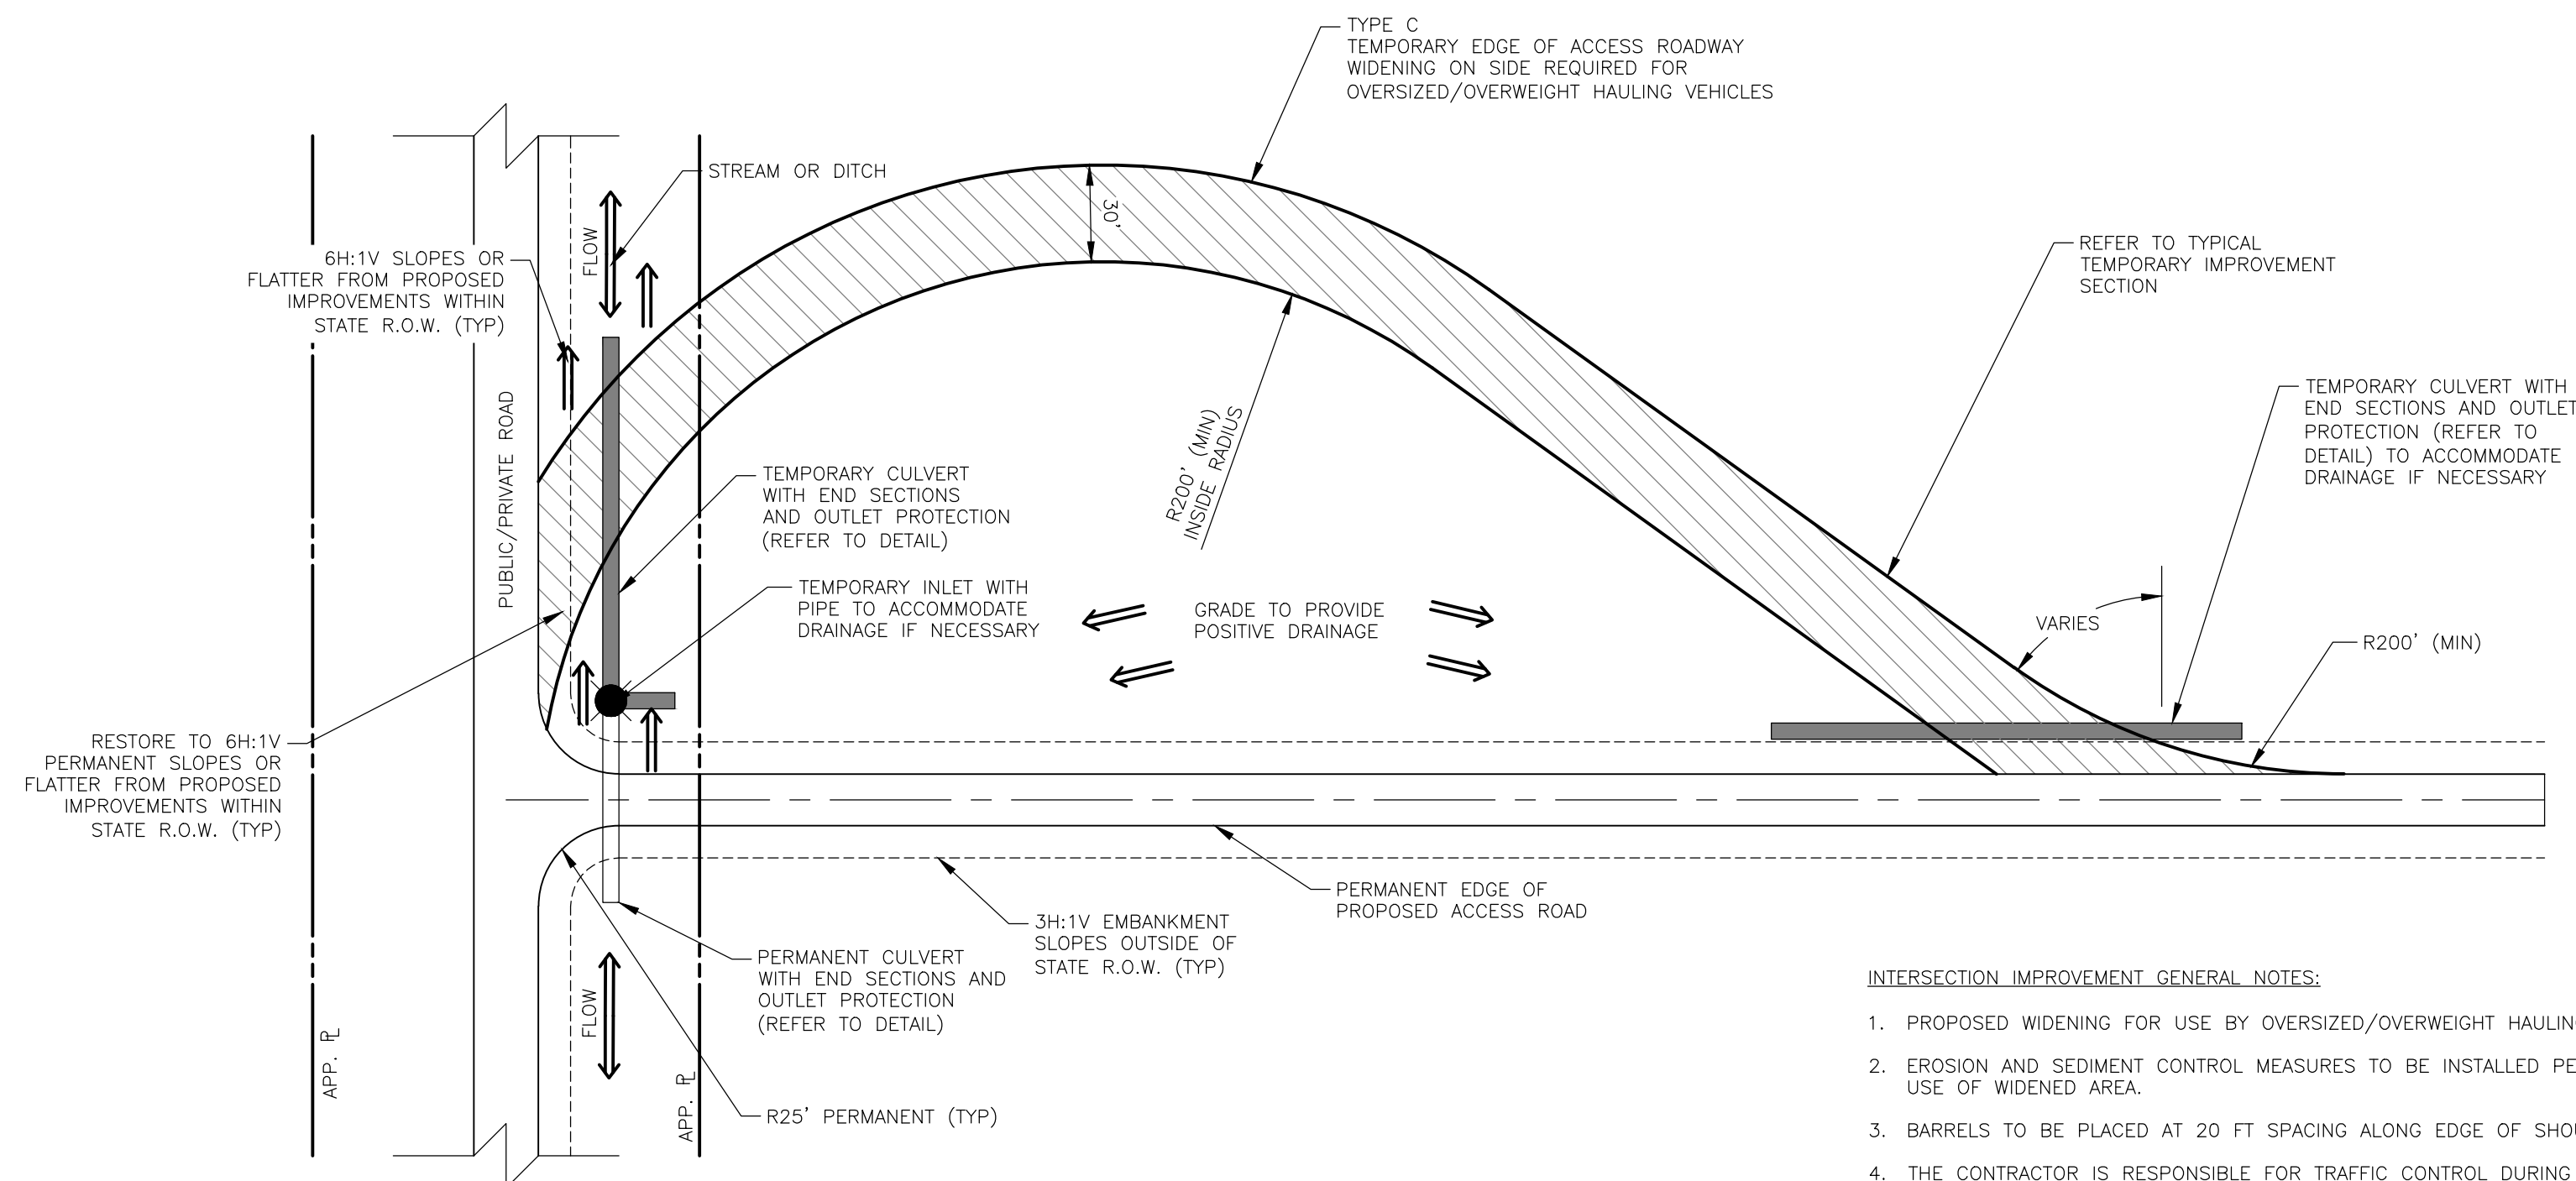 TYPE C
TEMPORARY EDGE OF ACCESS ROADWAY
WIDENING ON SIDE REQUIRED FOR
OVERSIZED/OVERWEIGHT HAULING VEHICLES
STREAM OR DITCH
FLOW
30'
6H:1V SLOPES OR
FLATTER FROM PROPOSED
IMPROVEMENTS WITHIN
STATE R.O.W. (TYP)
REFER TO TYPICAL
TEMPORARY IMPROVEMENT
SECTION
TEMPORARY CULVERT WITH
END SECTIONS AND OUTLET
PROTECTION (REFER TO
DETAIL) TO ACCOMMODATE
DRAINAGE IF NECESSARY
PUBLIC/PRIVATE ROAD
R200' (MIN)
INSIDE RADIUS
TEMPORARY CULVERT
WITH END SECTIONS
AND OUTLET PROTECTION
(REFER TO DETAIL)
TEMPORARY INLET WITH
PIPE TO ACCOMMODATE
DRAINAGE IF NECESSARY
GRADE TO PROVIDE
POSITIVE DRAINAGE
VARIES
R200' (MIN)
RESTORE TO 6H:1V
PERMANENT SLOPES OR
FLATTER FROM PROPOSED
IMPROVEMENTS WITHIN
STATE R.O.W. (TYP)
PERMANENT EDGE OF
PROPOSED ACCESS ROAD
3H:1V EMBANKMENT
SLOPES OUTSIDE OF
STATE R.O.W. (TYP)
PERMANENT CULVERT
WITH END SECTIONS AND
OUTLET PROTECTION
(REFER TO DETAIL)
FLOW
APP. PL
APP. PL
R25' PERMANENT (TYP)
INTERSECTION IMPROVEMENT GENERAL NOTES:
1. PROPOSED WIDENING FOR USE BY OVERSIZED/OVERWEIGHT
2. EROSION AND SEDIMENT CONTROL MEASURES TO BE INSTALLED
USE OF WIDENED AREA.
3. BARRELS TO BE PLACED AT 20 FT SPACING ALONG EDGE OF
4. THE CONTRACTOR IS RESPONSIBLE FOR TRAFFIC CONTROL DURING